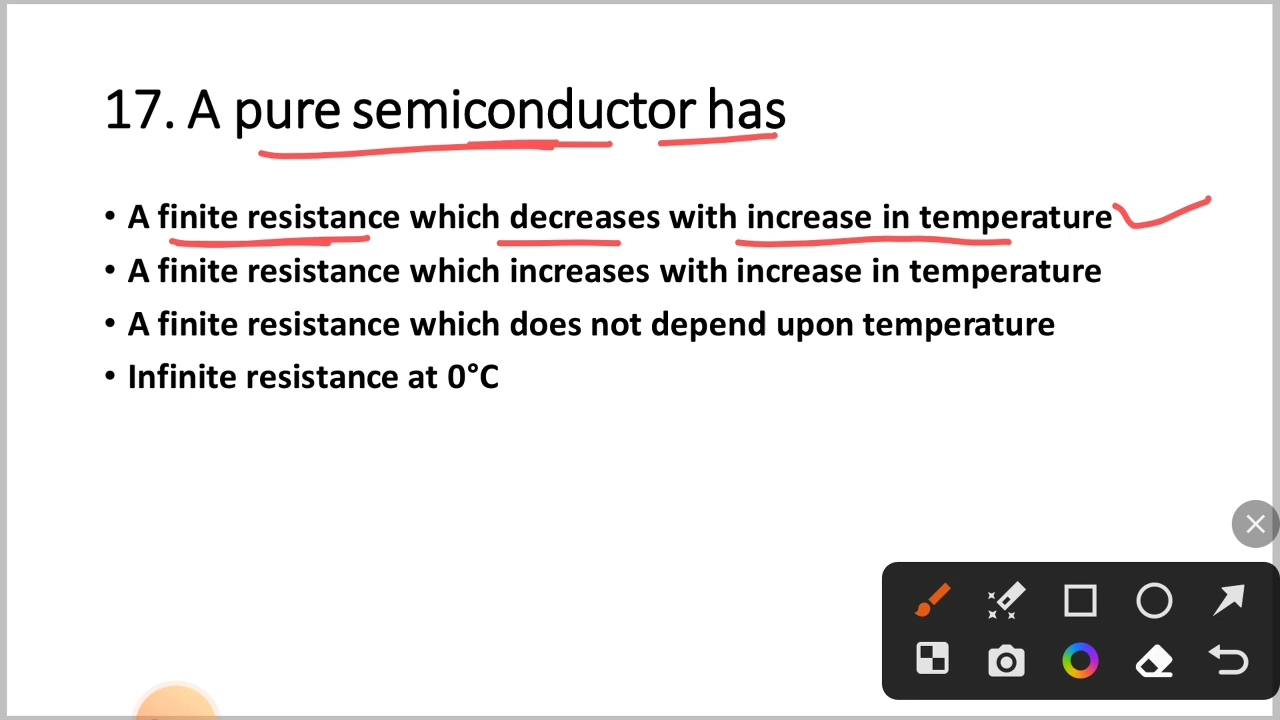 17. A pure semiconductor has
• A finite resistance which decreases with increase in temperature
• A finite resistance which increases with increase in temperature
• A finite resistance which does not depend upon temperature
• Infinite resistance at 0°C